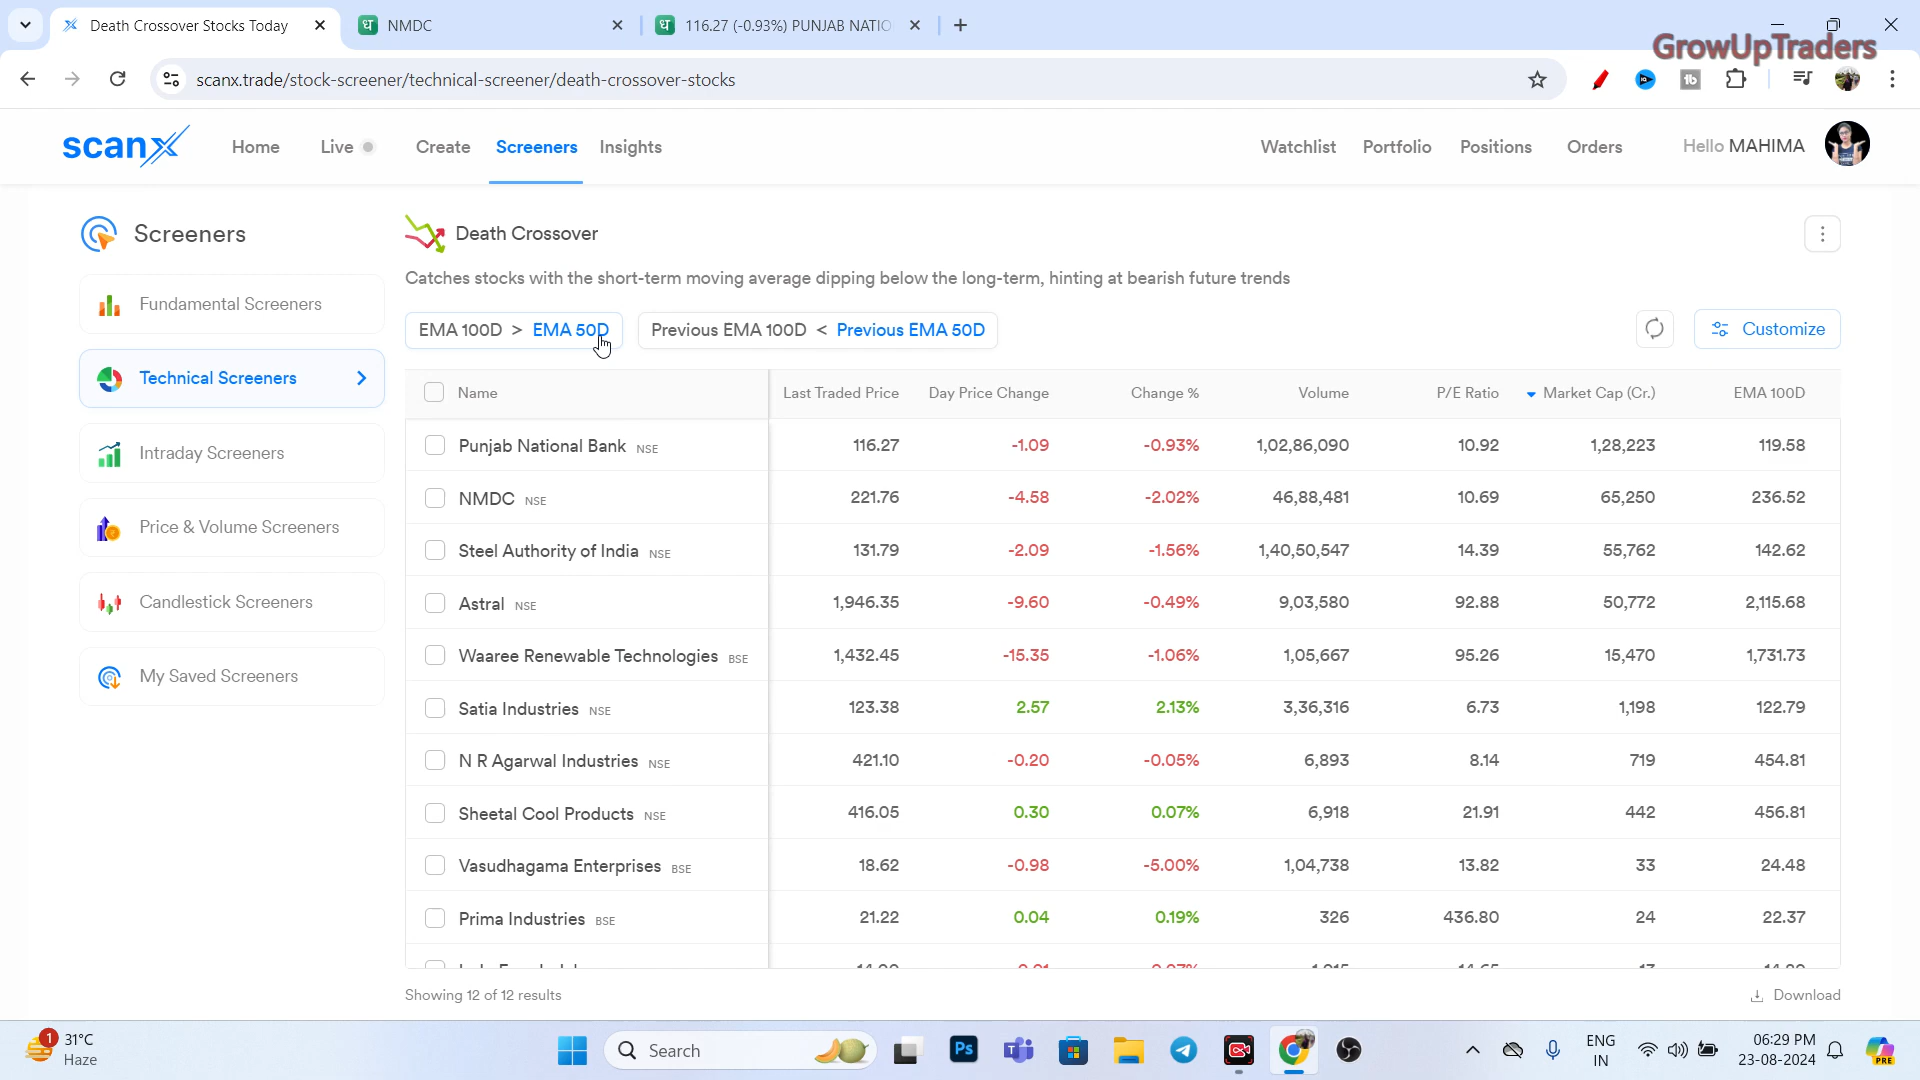 Death Crossover Stocks Today
NMDC
116.27 (-0.93%) PUNJAB NATIO
GrowUpTraders
scanx.trade/stock-screener/technical-screener/death-crossover-stocks
scanx
Home
Live
Create
Screeners
Insights
Watchlist
Portfolio
Positions
Orders
Hello MAHIMA
Screeners
Fundamental Screeners
Technical Screeners
Intraday Screeners
Price & Volume Screeners
Candlestick Screeners
My Saved Screeners
Death Crossover
Catches stocks with the short-term moving average dipping below the long-term, hinting at bearish future trends
EMA 100D > EMA 50D
Previous EMA 100D < Previous EMA 50D
Customize
Name Last Traded Price Day Price Change Change % Volume P/E Ratio Market Cap (Cr.) EMA 100D
Punjab National Bank NSE 116.27 -1.09 -0.93% 1,02,86,090 10.92 1,28,223 119.58
NMDC NSE 221.76 -4.58 -2.02% 46,88,481 10.69 65,250 236.52
Steel Authority of India NSE 131.79 -2.09 -1.56% 1,40,50,547 14.39 55,762 142.62
Astral NSE 1,946.35 -9.60 -0.49% 9,03,580 92.88 50,772 2,115.68
Waaree Renewable Technologies BSE 1,432.45 -15.35 -1.06% 1,05,667 95.26 15,470 1,731.73
Satia Industries NSE 123.38 2.57 2.13% 3,36,316 6.73 1,198 122.79
N R Agarwal Industries NSE 421.10 -0.20 -0.05% 6,893 8.14 719 454.81
Sheetal Cool Products NSE 416.05 0.30 0.07% 6,918 21.91 442 456.81
Vasudhagama Enterprises BSE 18.62 -0.98 -5.00% 1,04,738 13.82 33 24.48
Prima Industries BSE 21.22 0.04 0.19% 326 436.80 24 22.37
Showing 12 of 12 results
Download
1
31°C
Haze
Search
Ps
ENG
IN
06:29 PM
23-08-2024
PRE